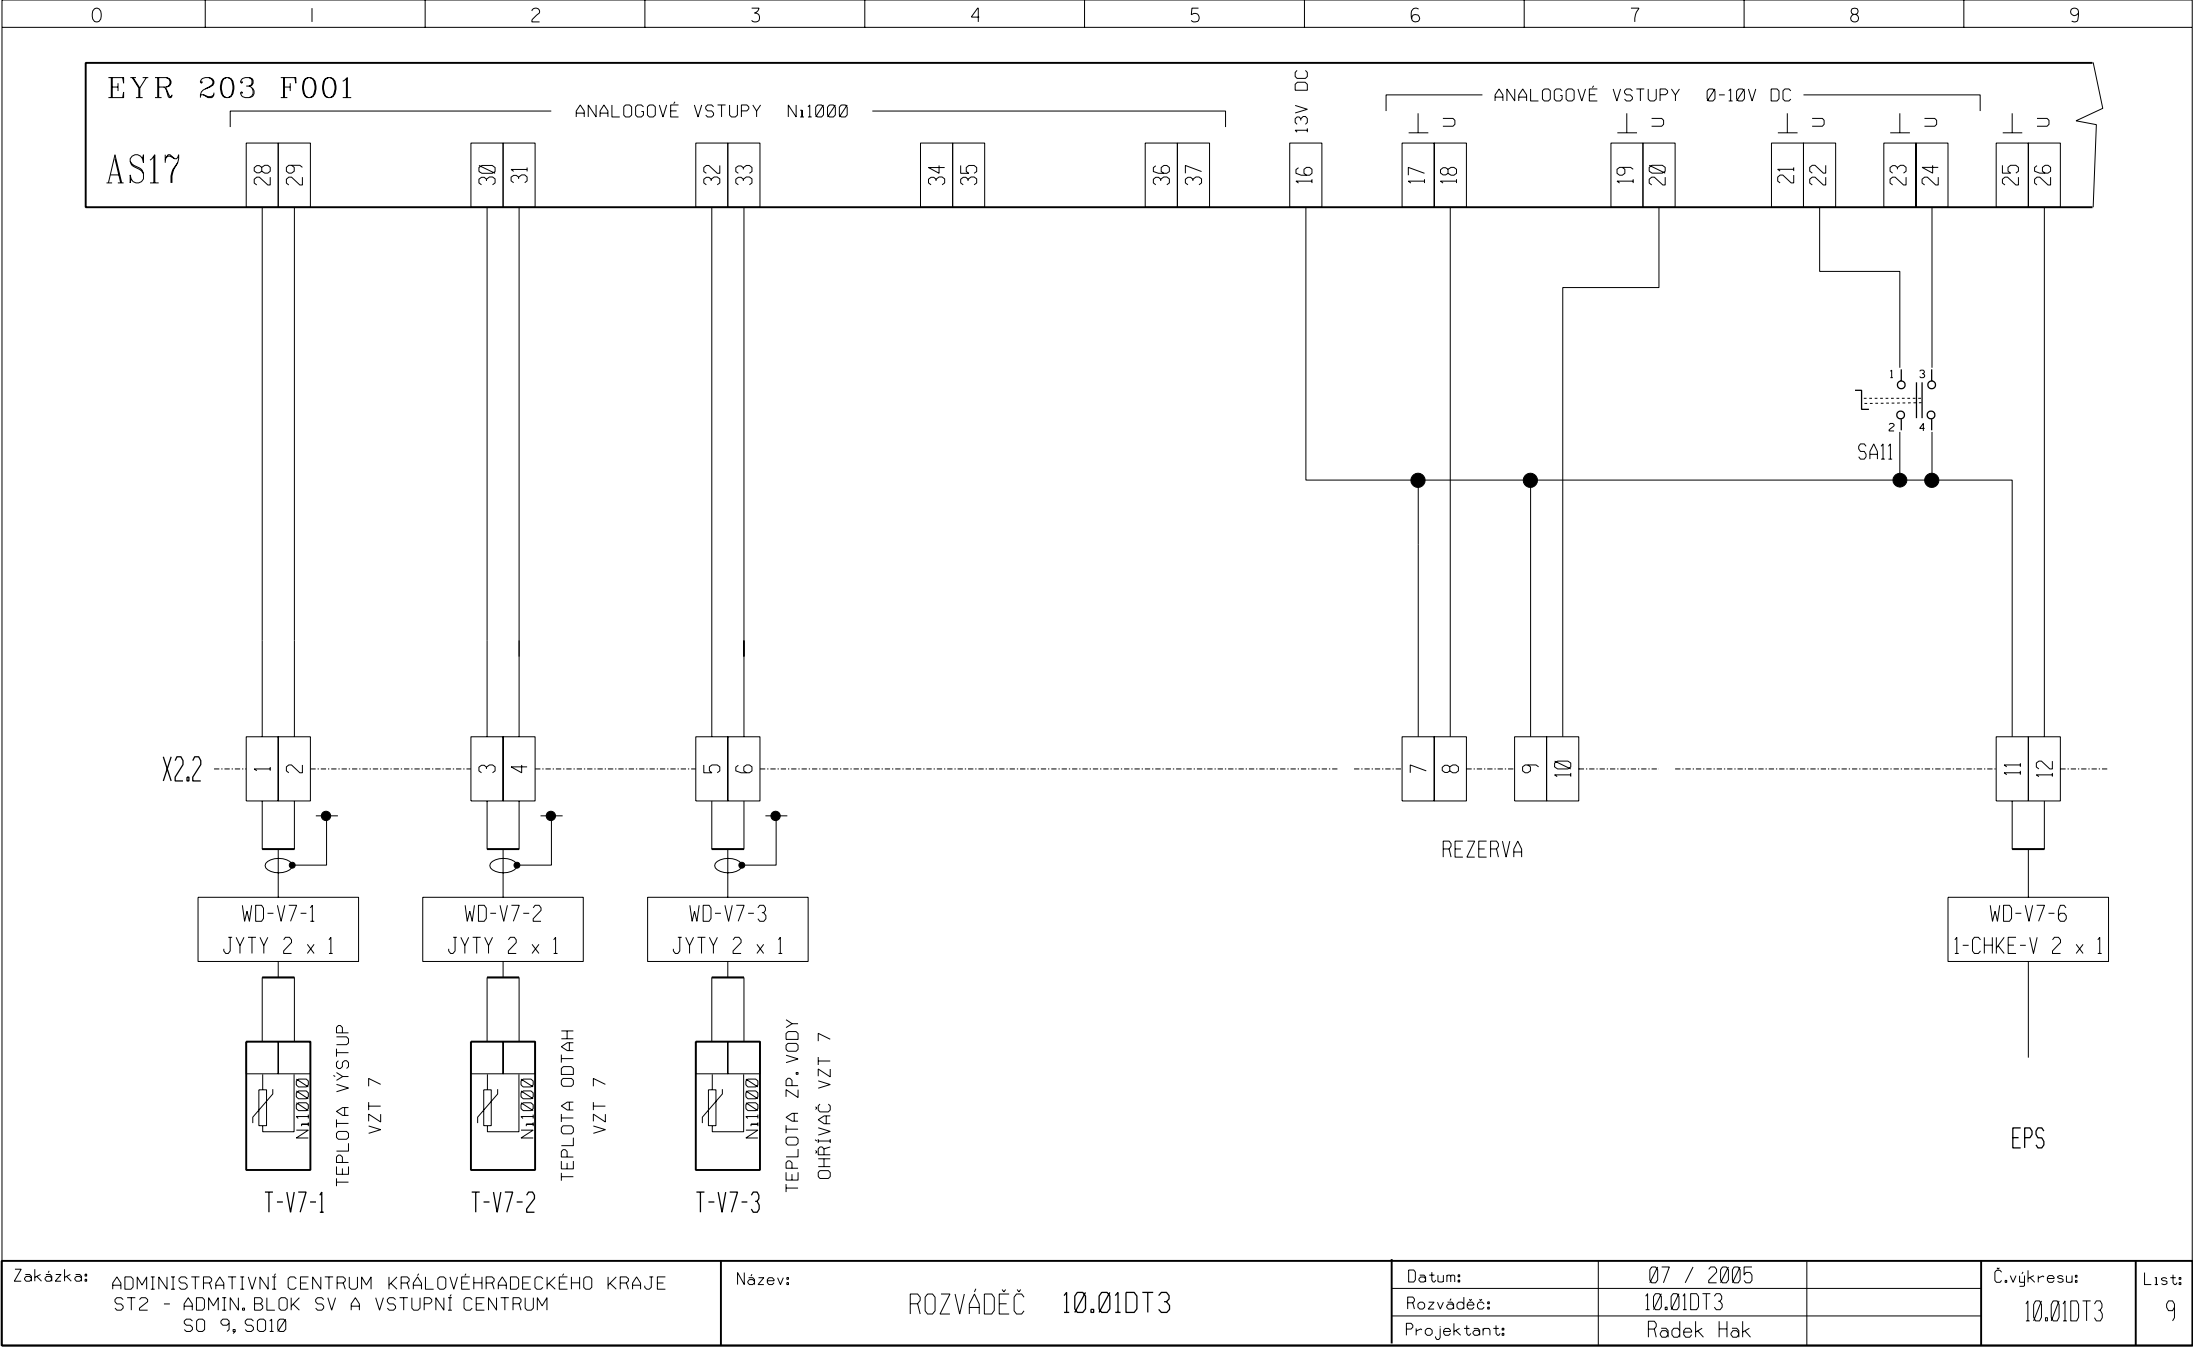 0 1 2 3 4 5 6 7 8 9
EYR 203 F001
ANALOGOVÉ VSTUPY Ni1000
13V DC
ANALOGOVÉ VSTUPY 0-10V DC
U U U U U
AS17
28 29 30 31 32 33 34 35 36 37 16 17 18 19 20 21 22 23 24 25 26
1 3
2 4
SA11
X2.2
1 2 3 4 5 6 7 8 9 10 11 12
REZERVA
WD-V7-1
JYTY 2 x 1
WD-V7-2
JYTY 2 x 1
WD-V7-3
JYTY 2 x 1
WD-V7-6
1-CHKE-V 2 x 1
Ni1000
TEPLOTA VÝSTUP
VZT 7
Ni1000
TEPLOTA ODTAH
VZT 7
Ni1000
TEPLOTA ZP. VODY
OHŘÍVAČ VZT 7
EPS
T-V7-1
T-V7-2
T-V7-3
Zakázka:
ADMINISTRATIVNÍ CENTRUM KRÁLOVÉHRADECKÉHO KRAJE
ST2 - ADMIN. BLOK SV A VSTUPNÍ CENTRUM
SO 9, SO10
Název:
ROZVÁDĚČ 10.01DT3
Datum: 07 / 2005
Rozváděč: 10.01DT3
Projektant: Radek Hak
Č.výkresu:
10.01DT3
List:
9